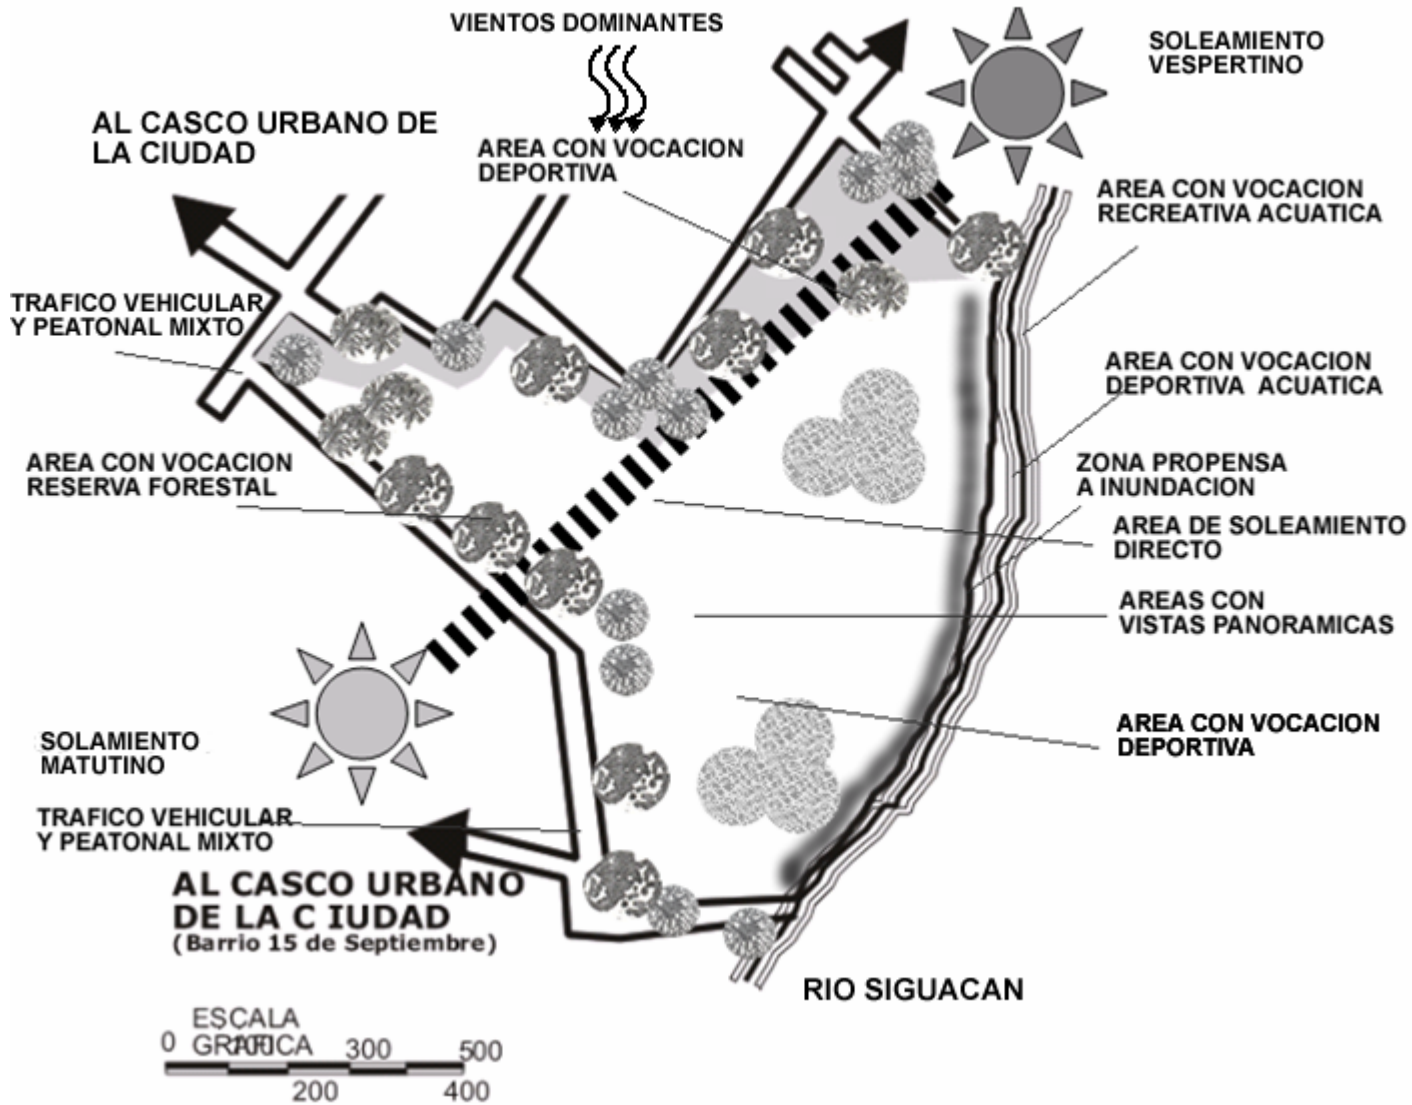 VIENTOS DOMINANTES
SOLEAMIENTO
VESPERTINO
AL CASCO URBANO DE
LA CIUDAD
AREA CON VOCACION
DEPORTIVA
AREA CON VOCACION
RECREATIVA ACUATICA
TRAFICO VEHICULAR
Y PEATONAL MIXTO
AREA CON VOCACION
DEPORTIVA ACUATICA
AREA CON VOCACION
RESERVA FORESTAL
ZONA PROPENSA
A INUNDACION
AREA DE SOLEAMIENTO
DIRECTO
AREAS CON
VISTAS PANORAMICAS
SOLAMIENTO
MATUTINO
AREA CON VOCACION
DEPORTIVA
TRAFICO VEHICULAR
Y PEATONAL MIXTO
AL CASCO URBANO
DE LA C IUDAD
(Barrio 15 de Septiembre)
RIO SIGUACAN
ESCALA
GRAFICA
0 100 300 500
200 400